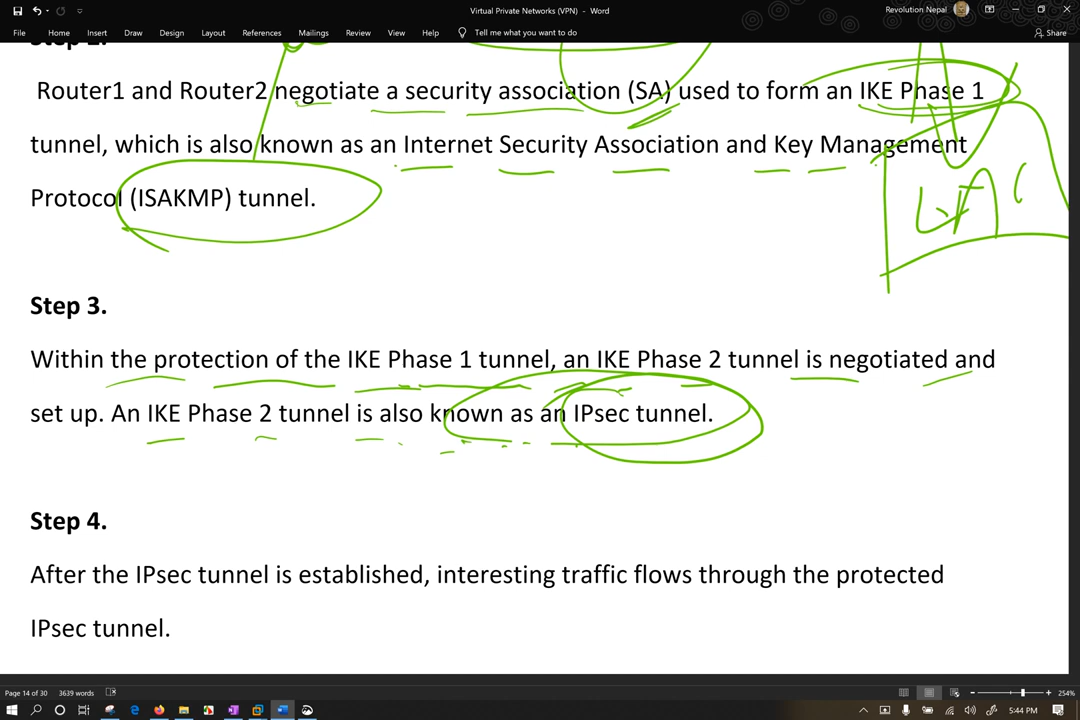 Virtual Private Networks (VPN) - Word
Revolution Nepal
File Home Insert Draw Design Layout References Mailings Review View Help Tell me what you want to do Share
Router1 and Router2 negotiate a security association (SA) used to form an IKE Phase 1
tunnel, which is also known as an Internet Security Association and Key Management
Protocol (ISAKMP) tunnel.
Step 3.
Within the protection of the IKE Phase 1 tunnel, an IKE Phase 2 tunnel is negotiated and
set up. An IKE Phase 2 tunnel is also known as an IPsec tunnel.
Step 4.
After the IPsec tunnel is established, interesting traffic flows through the protected
IPsec tunnel.
Page 14 of 30 3639 words 254%
5:44 PM